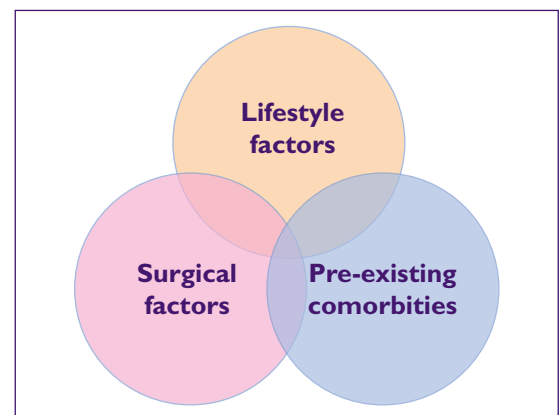 Lifestyle
factors
Surgical
factors
Pre-existing
comorbities